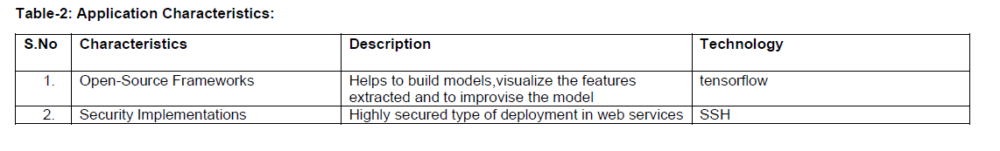 Table-2: Application Characteristics:
S.No Characteristics Description Technology
1. Open-Source Frameworks Helps to build models,visualize the features tensorflow
extracted and to improvise the model
2. Security Implementations Highly secured type of deployment in web services SSH